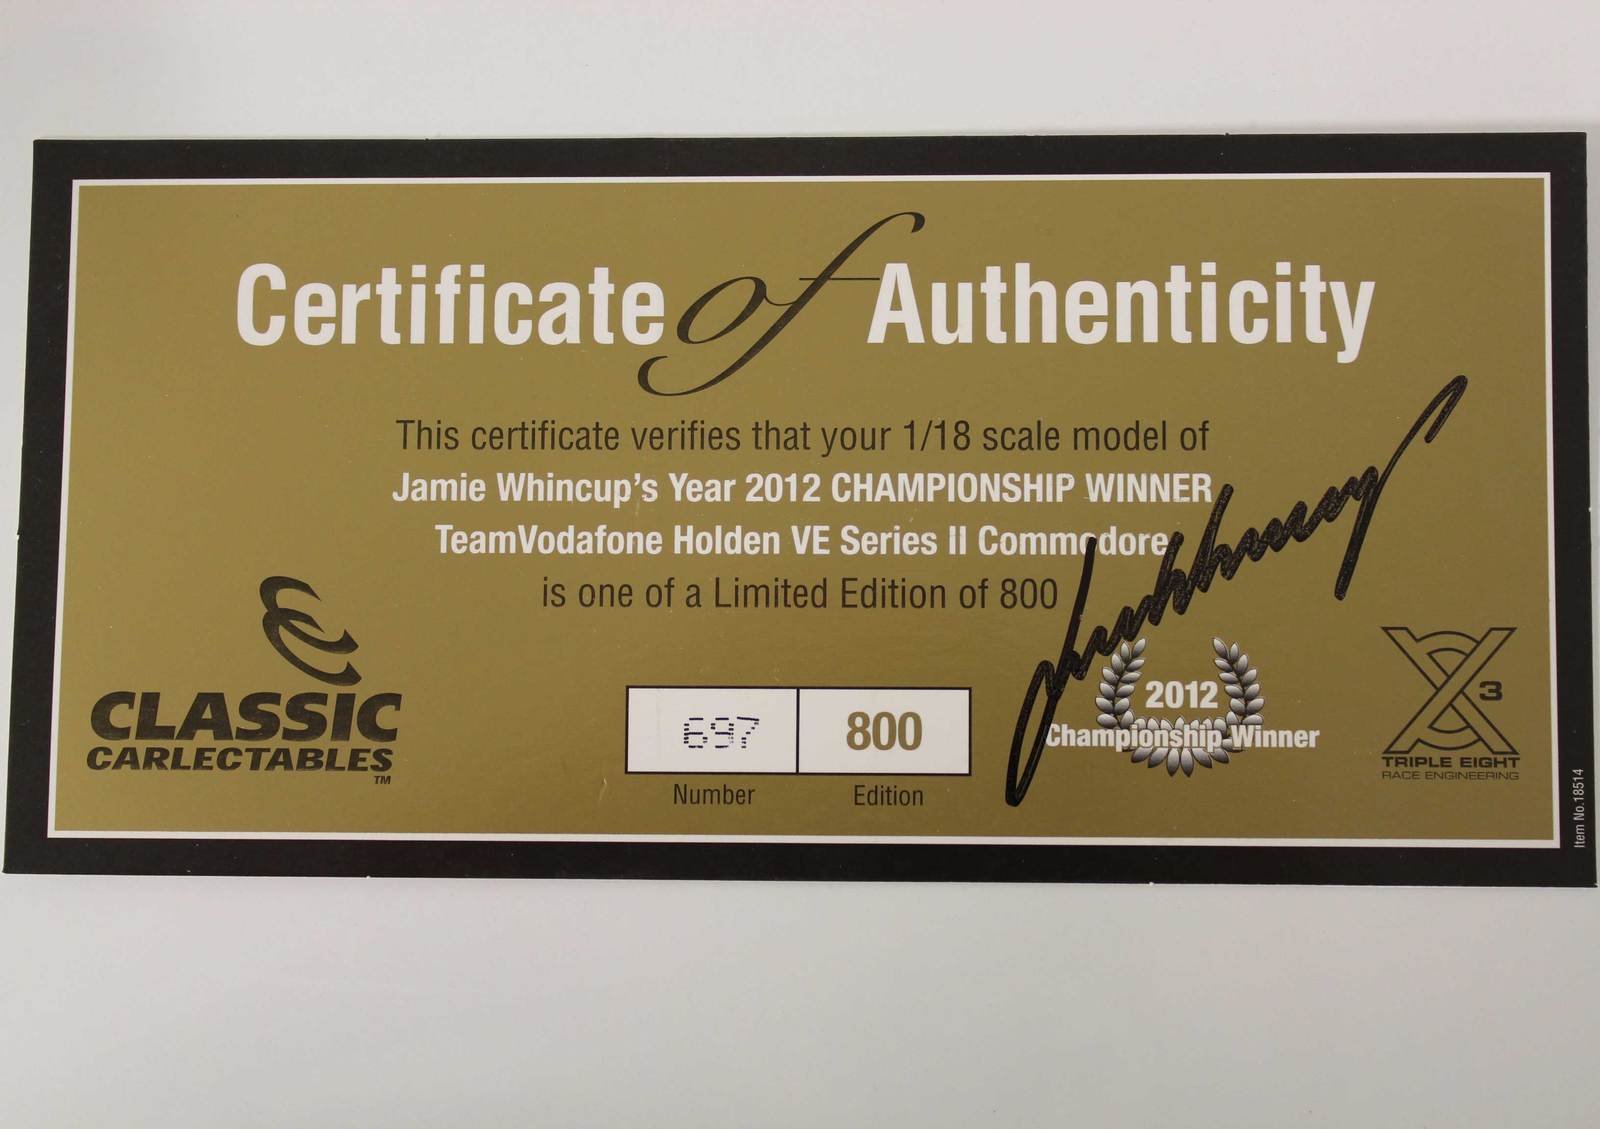 Certificate of Authenticity
This certificate verifies that your 1/18 scale model of
Jamie Whincup's Year 2012 CHAMPIONSHIP WINNER
TeamVodafone Holden VE Series II Commodore
is one of a Limited Edition of 800
CLASSIC
CARLECTABLES
TM
697
800
Number
Edition
2012
Championship Winner
3
TRIPLE EIGHT
RACE ENGINEERING
Item No.18514